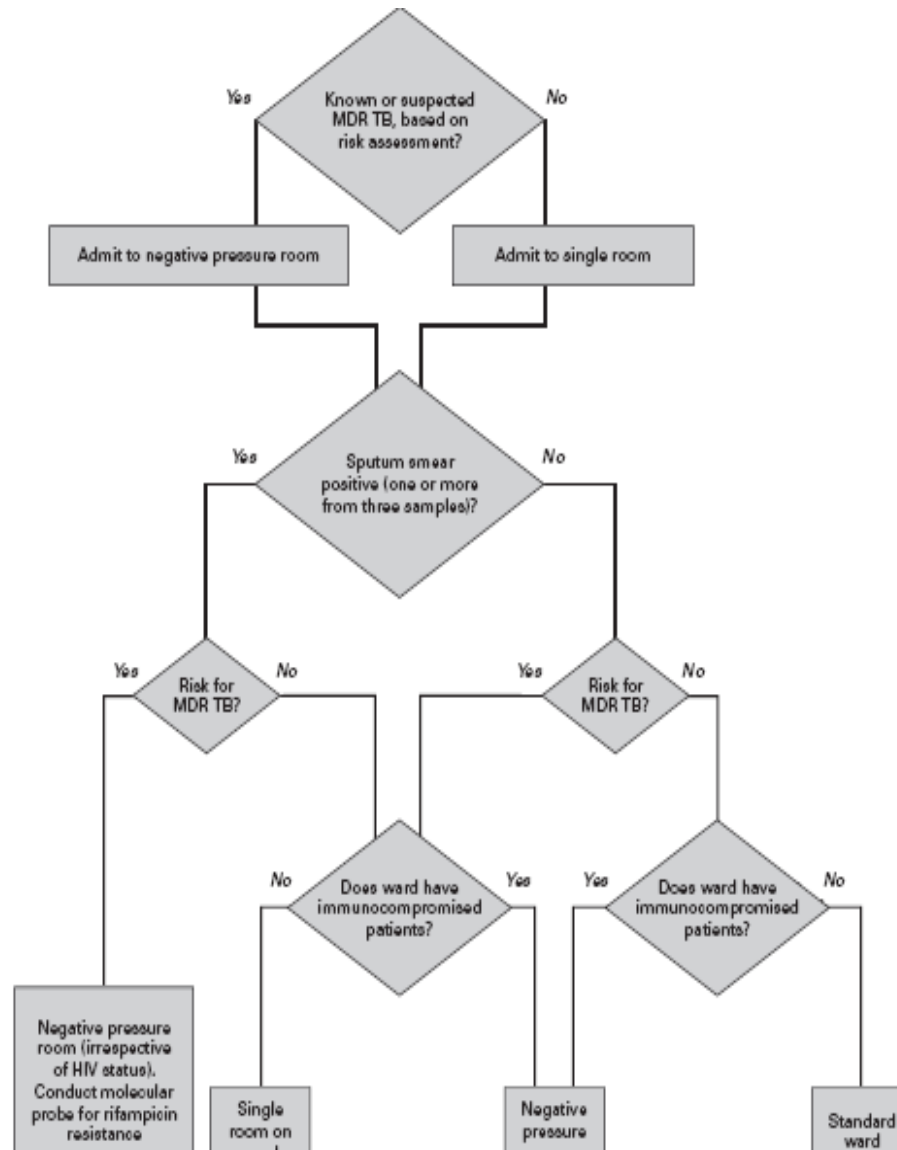 Yes
No
Known or suspected
MDR TB, based on
risk assessment?
Admit to negative pressure room
Admit to single room
Yes
No
Sputum smear
positive (one or more
from three samples)?
Yes
No
Risk for
MDR TB?
Yes
No
Risk for
MDR TB?
No
Yes
Does ward have
immunocompromised
patients?
Yes
No
Does ward have
immunocompromised
patients?
Negative pressure
room (irrespective
of HIV status).
Conduct molecular
probe for rifampicin
resistance
Single
room on
Negative
pressure
Standard
ward